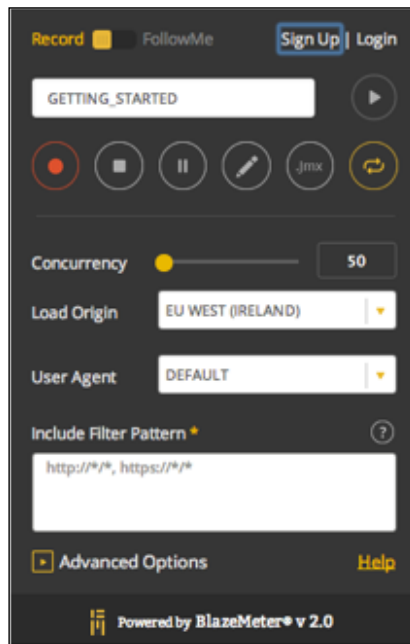 Record FollowMe Sign Up | Login
GETTING_STARTED
.jmx
Concurrency 50
Load Origin EU WEST (IRELAND)
User Agent DEFAULT
Include Filter Pattern * ?
http://*/*, https://*/*
Advanced Options Help
Powered by BlazeMeter® v 2.0